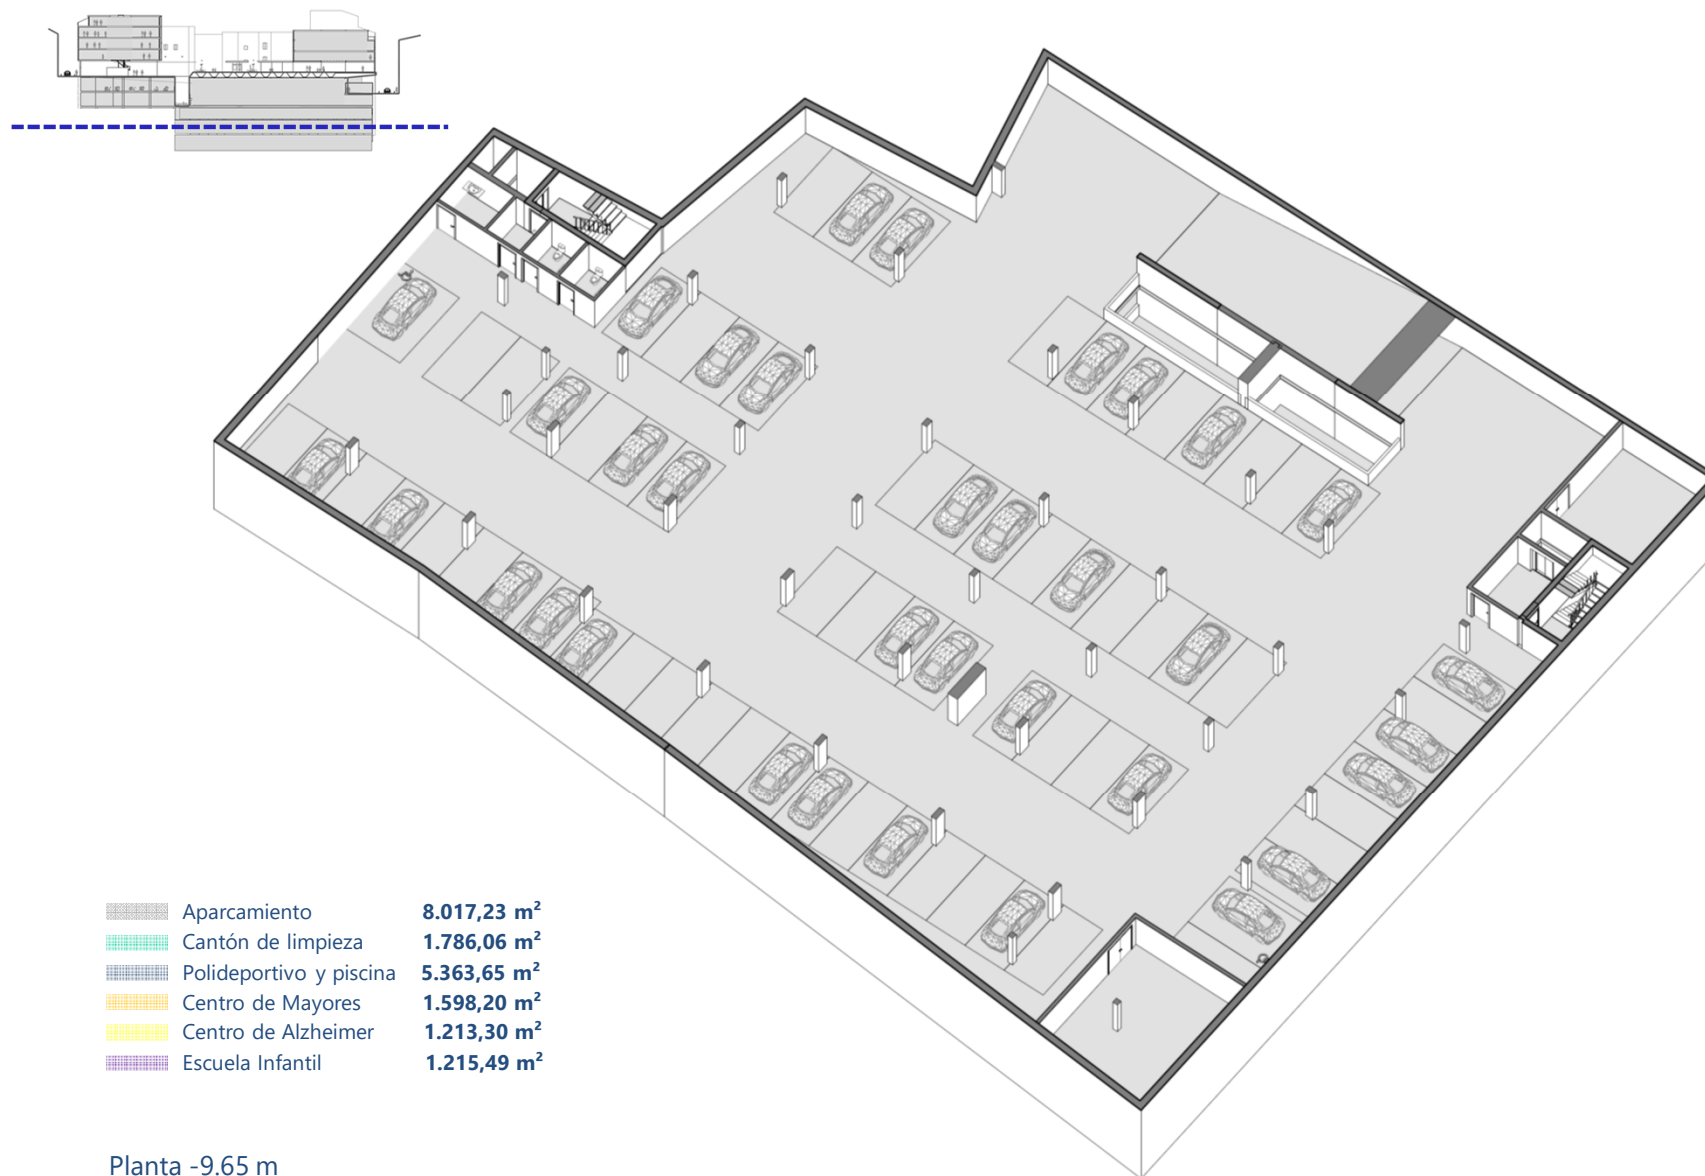 Aparcamiento 8.017,23 m²
Cantón de limpieza 1.786,06 m²
Polideportivo y piscina 5.363,65 m²
Centro de Mayores 1.598,20 m²
Centro de Alzheimer 1.213,30 m²
Escuela Infantil 1.215,49 m²
Planta -9.65 m